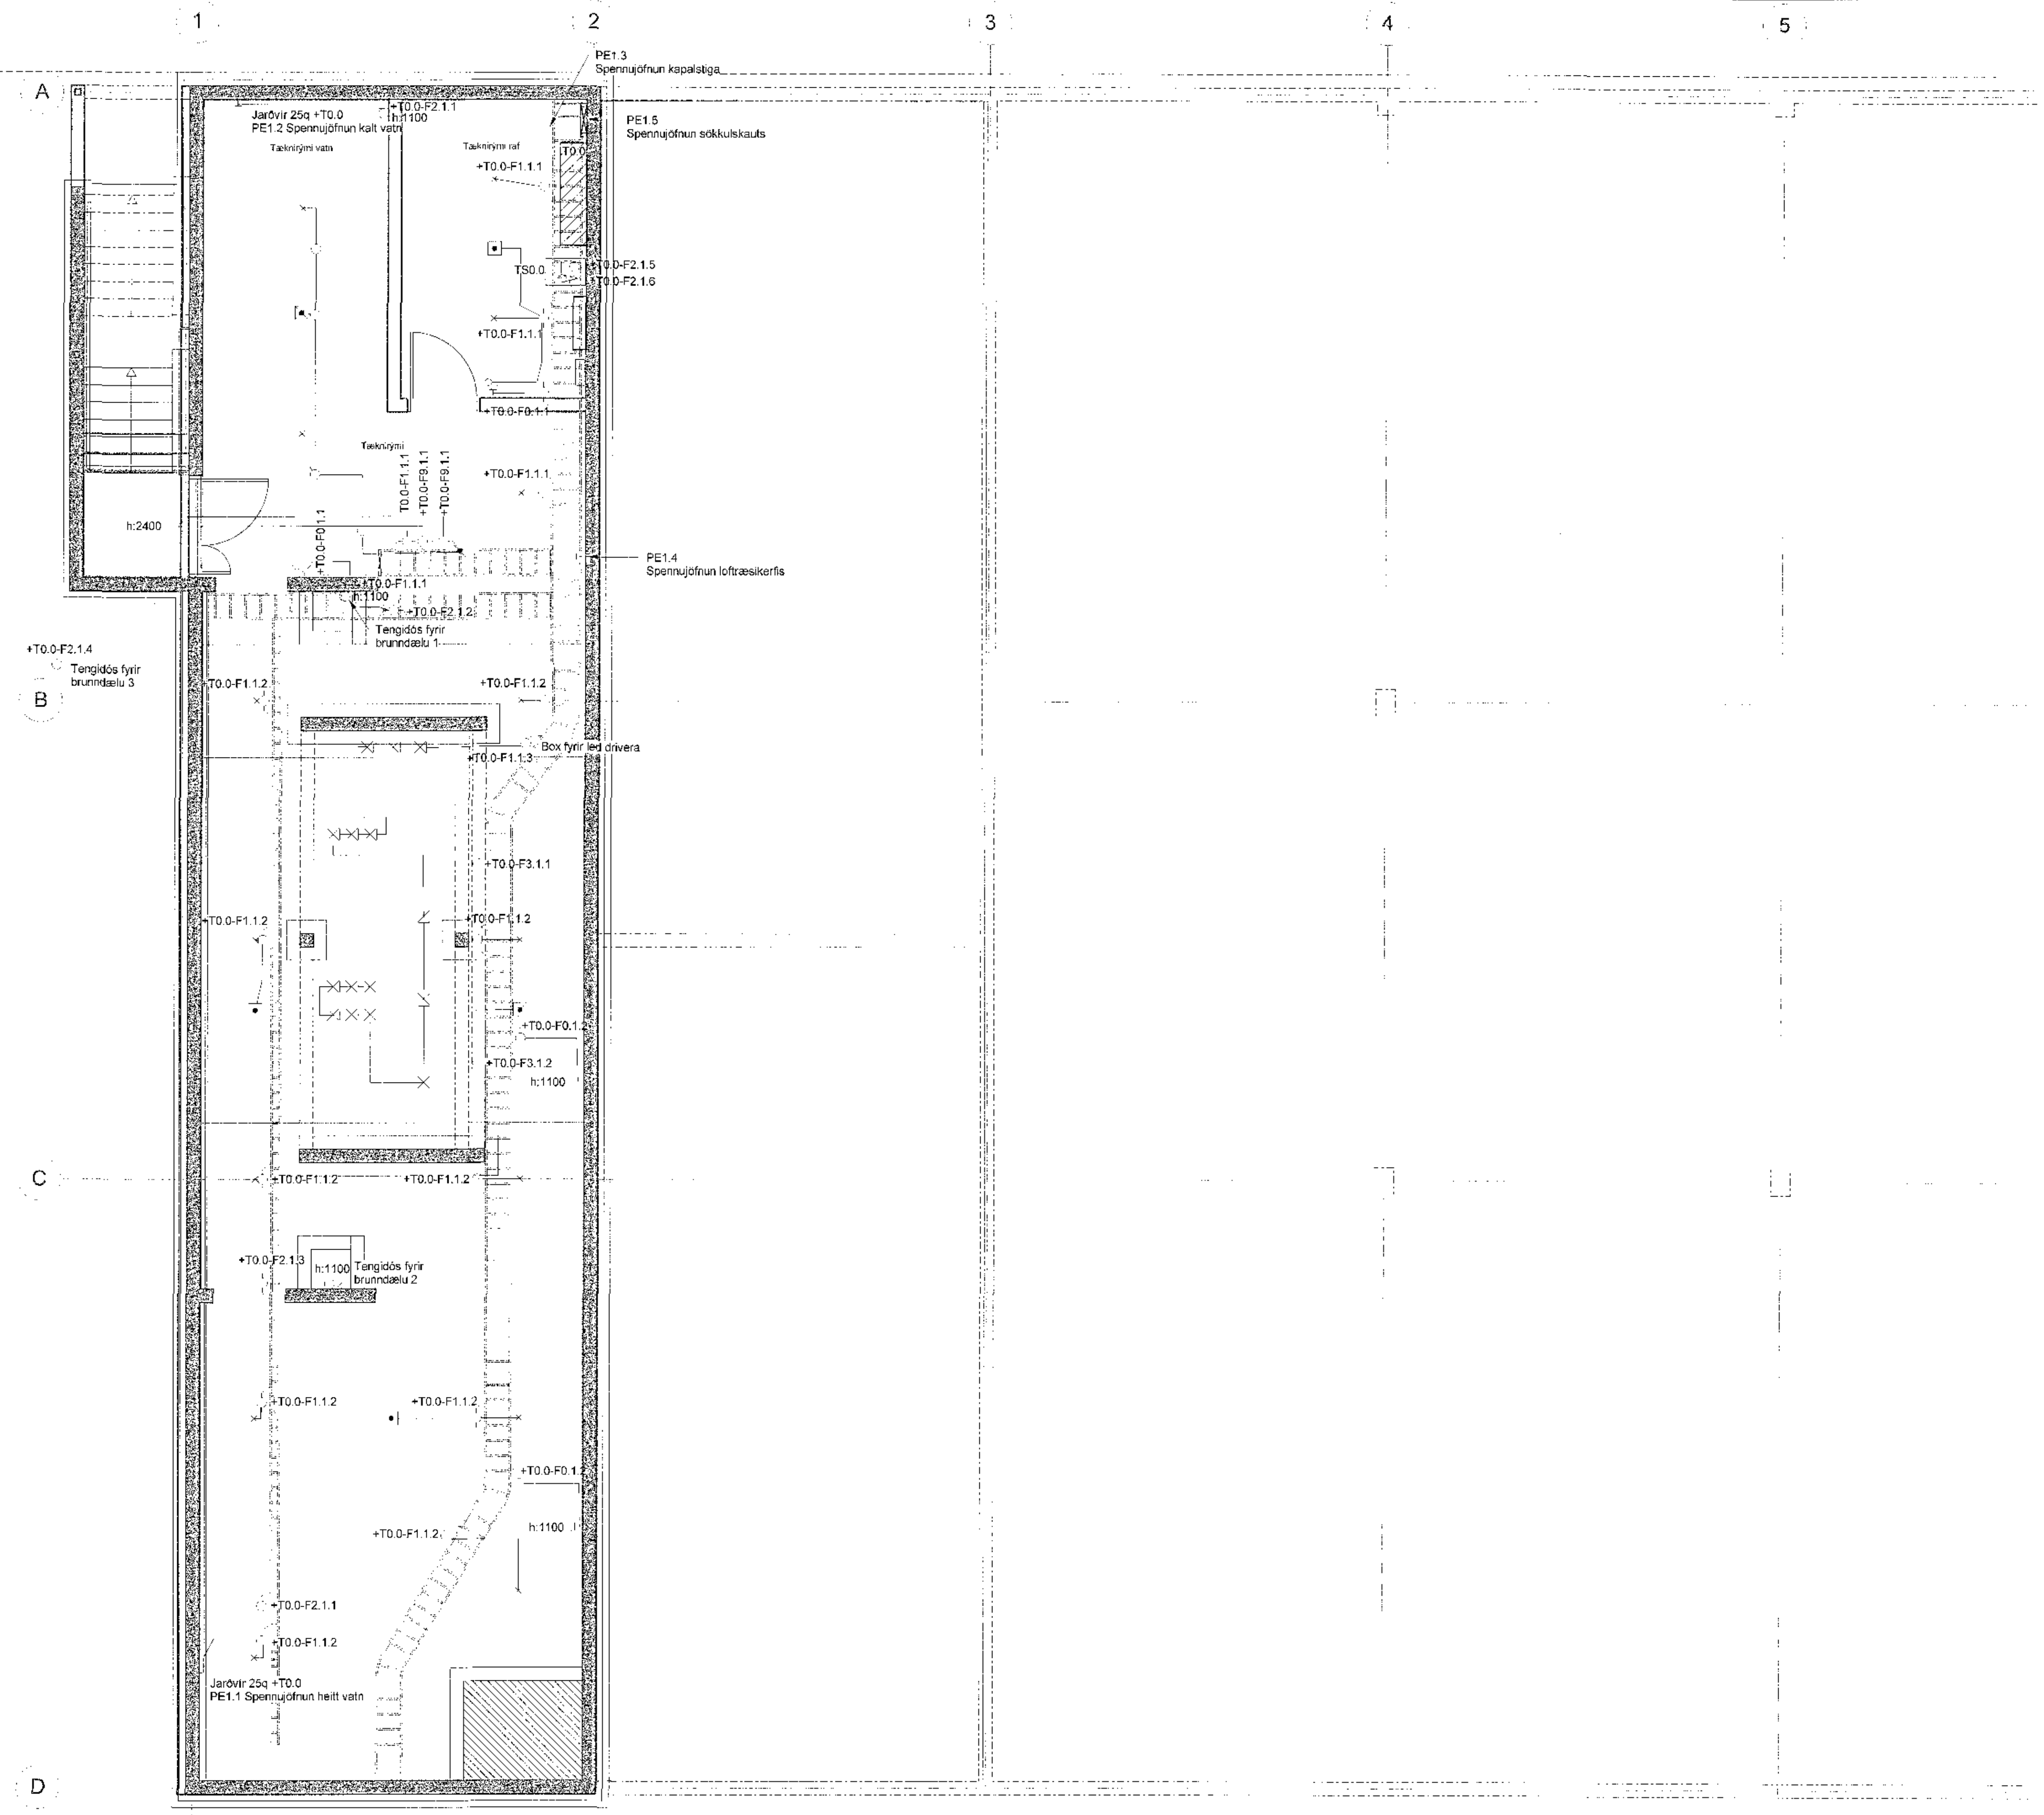 1
2
3
4
5
PE1.3
Spennujöfnun kapalstiga
A
Jarðvír 25q +T0.0
PE1.2 Spennujöfnun kalt vatn
+T0.0-F2.1.1
h:1100
PE1.5
Spennujöfnun sökkulskauts
Tæknirými vatn
Tæknirými raf
T0.0
+T0.0-F1.1.1
TS0.0
+T0.0-F2.1.5
+T0.0-F2.1.6
+T0.0-F1.1.1
+T0.0-F0.1.1
Tæknirými
T0.0-F1.1.1
+T0.0-F9.1.1
+T0.0-F9.1.1
+T0.0-F1.1.1
h:2400
+T0.0-F0.1.1
PE1.4
Spennujöfnun loftræsikerfis
+T0.0-F1.1.1
h:1100
+T0.0-F2.1.2
Tengidós fyrir
brunndælu 1
+T0.0-F2.1.4
Tengidós fyrir
brunndælu 3
B
+T0.0-F1.1.2
+T0.0-F1.1.2
Box fyrir led drivera
+T0.0-F1.1.3
+T0.0-F3.1.1
+T0.0-F1.1.2
+T0.0-F1.1.2
+T0.0-F0.1.2
+T0.0-F3.1.2
h:1100
C
+T0.0-F1.1.2
+T0.0-F1.1.2
+T0.0-F2.1.3
h:1100
Tengidós fyrir
brunndælu 2
+T0.0-F1.1.2
+T0.0-F1.1.2
+T0.0-F0.1.2
+T0.0-F1.1.2
h:1100
+T0.0-F2.1.1
+T0.0-F1.1.2
Jarðvír 25q +T0.0
PE1.1 Spennujöfnun heitt vatn
D